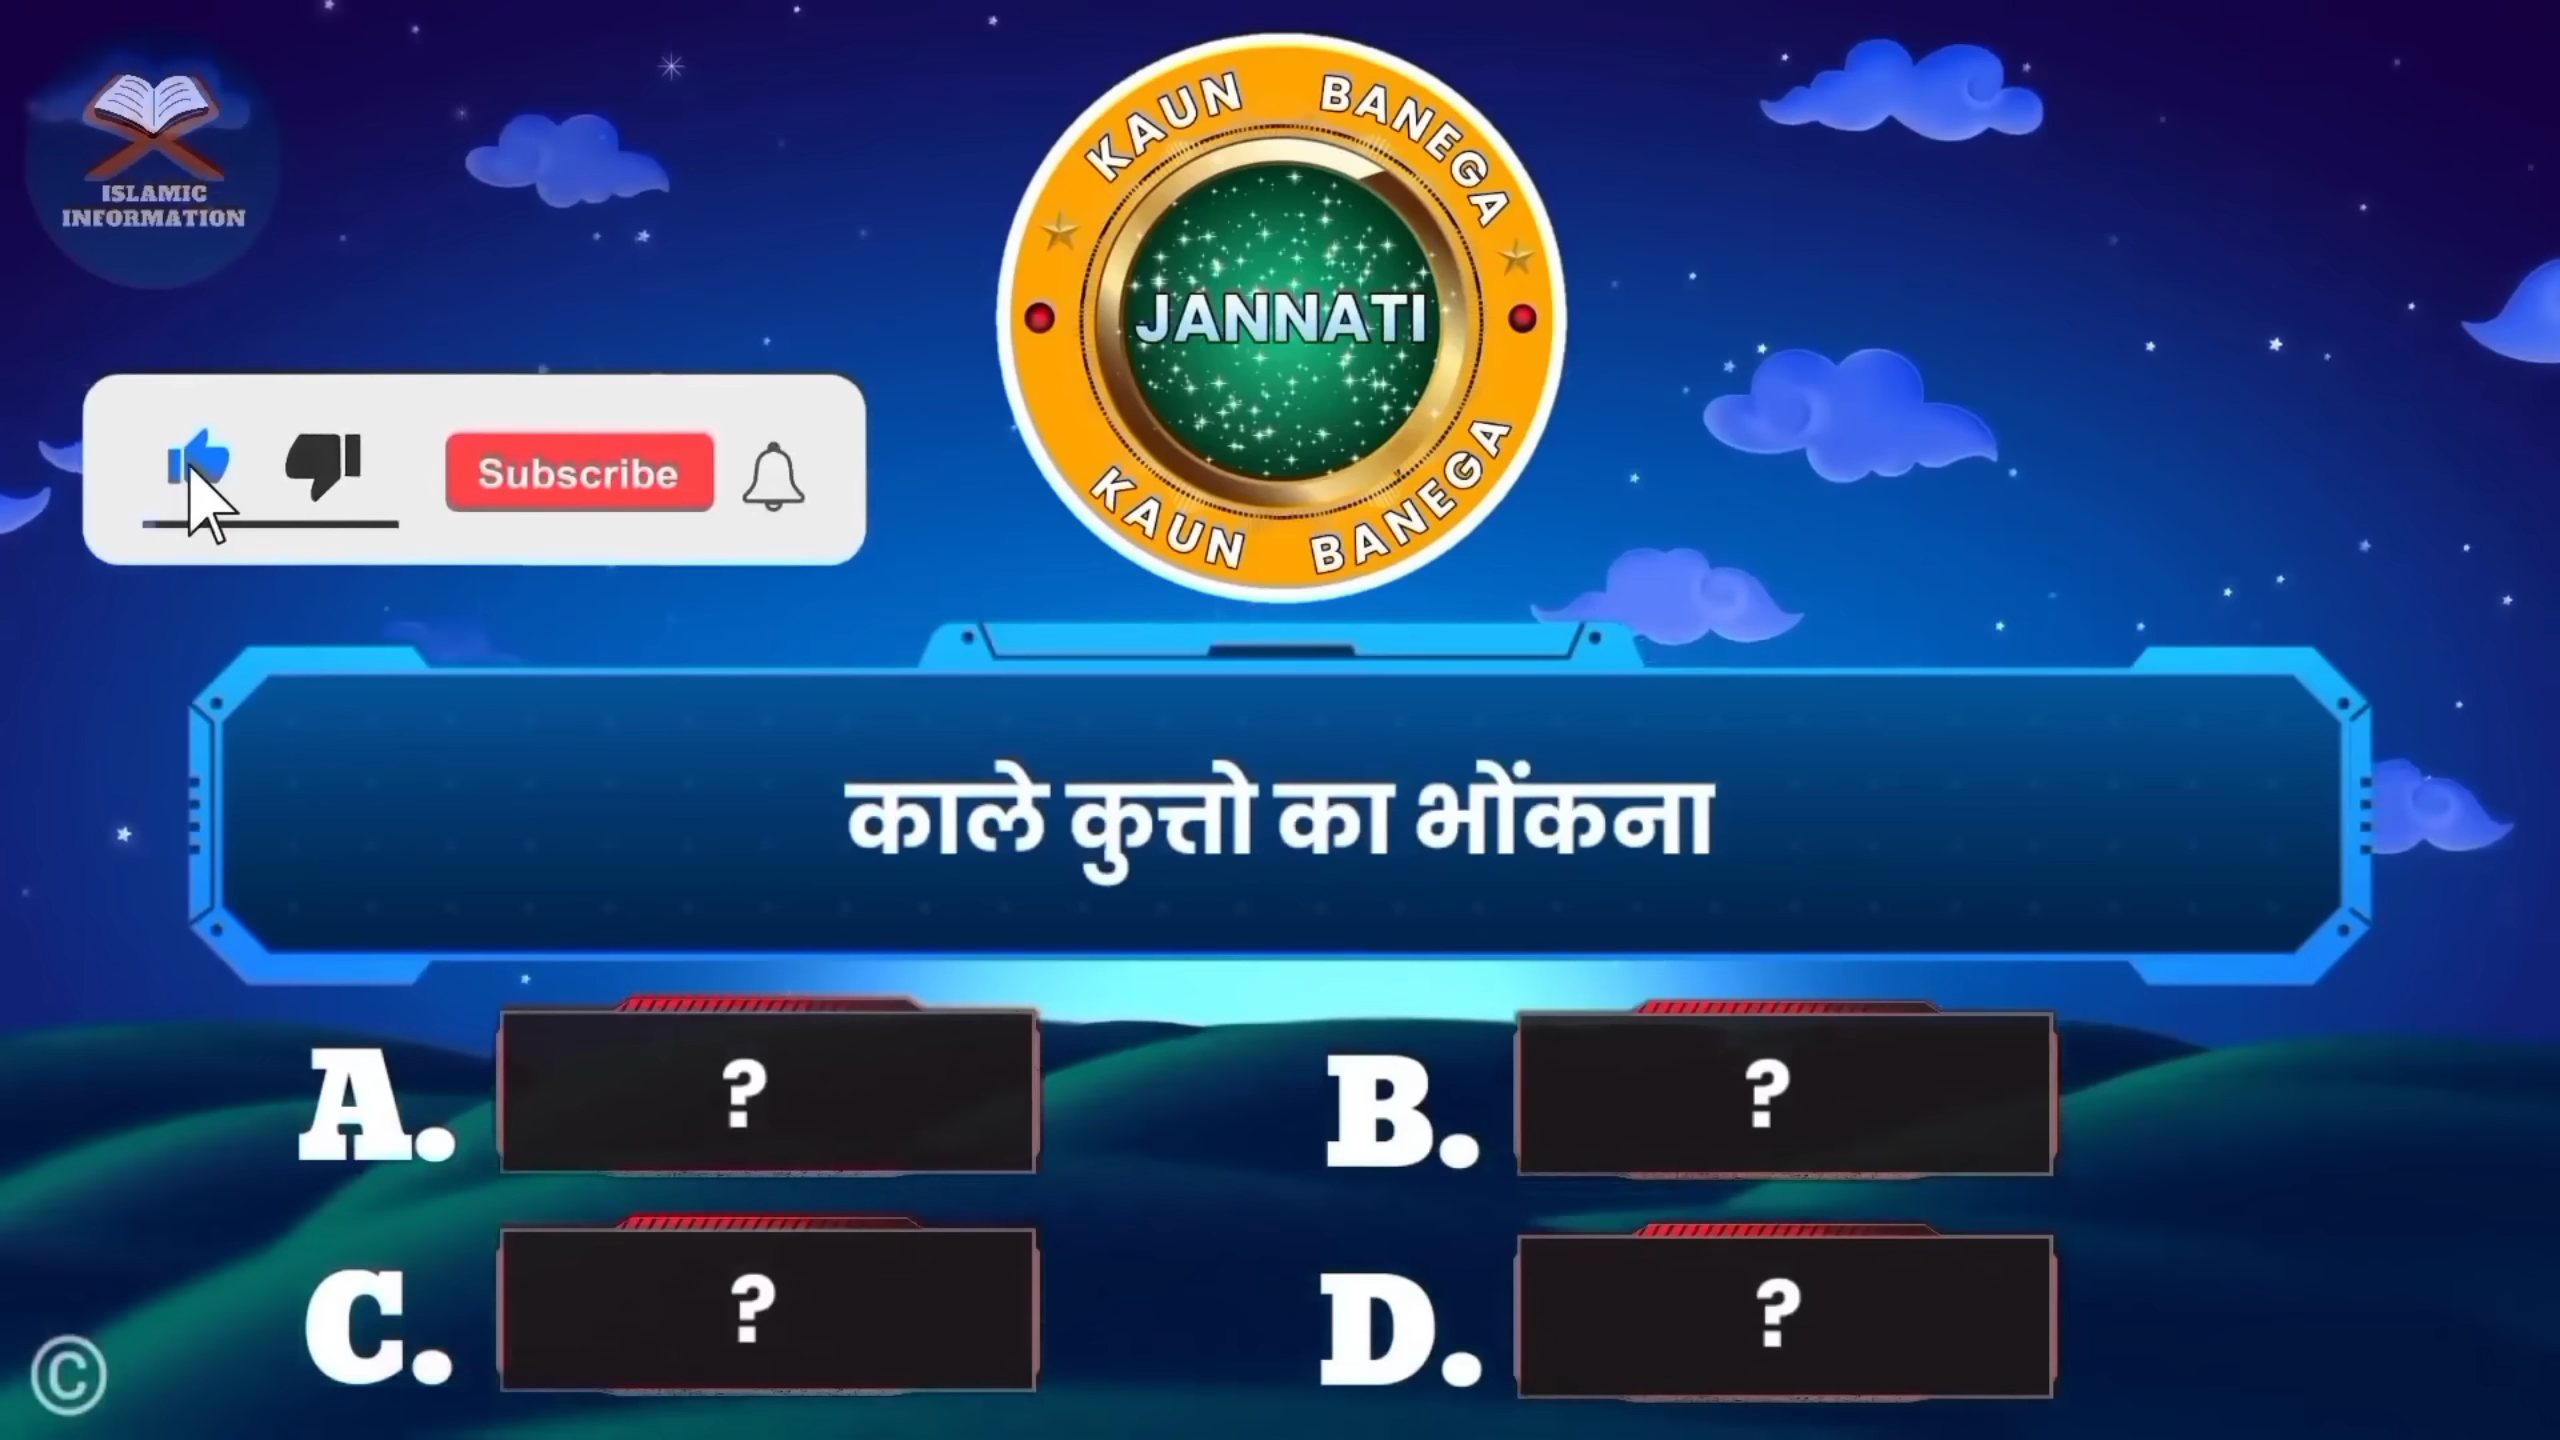 ISLAMIC
INFORMATION
KAUN BANEGA
JANNATI
KAUN BANEGA
Subscribe
काले कुत्तो का भोंकना
A. ?
B. ?
C. ?
D. ?
©